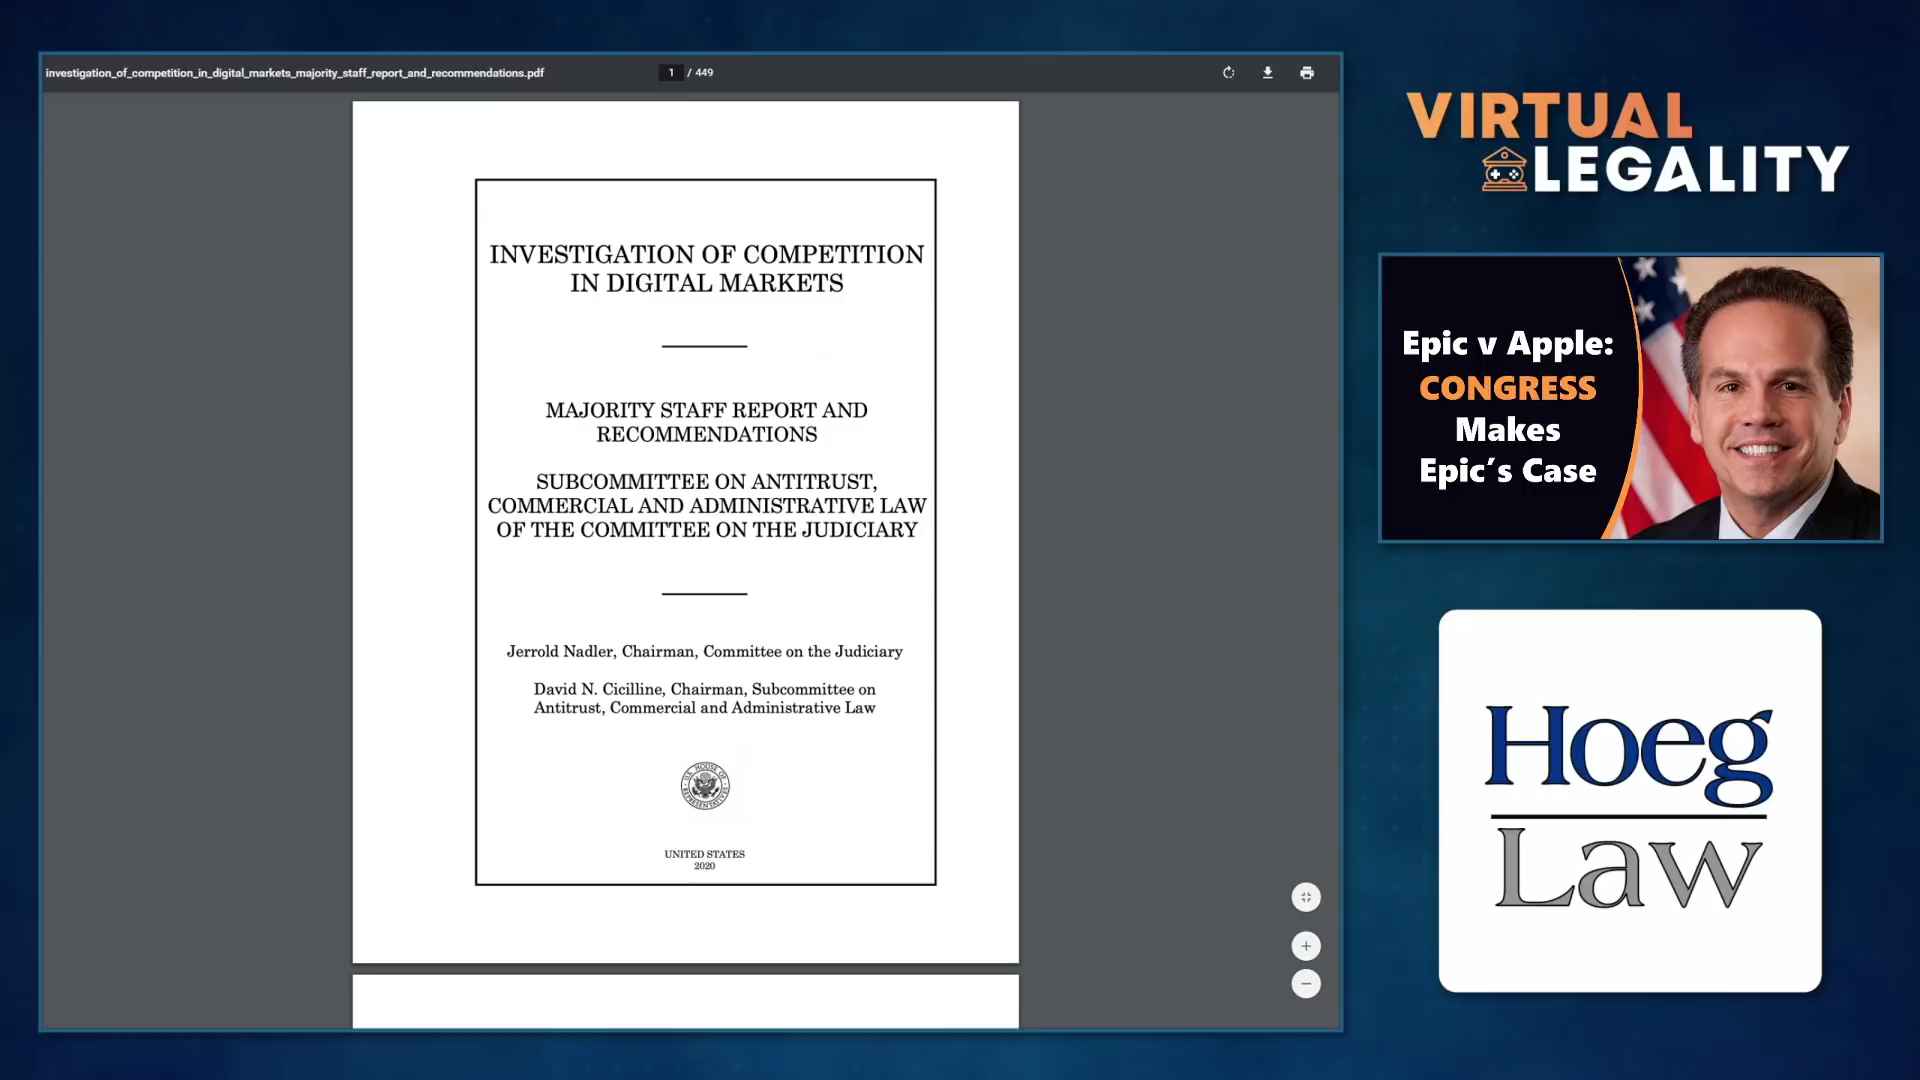 investigation_of_competition_in_digital_markets_majority_staff_report_and_recommendations.pdf
1 / 449
INVESTIGATION OF COMPETITION
IN DIGITAL MARKETS
MAJORITY STAFF REPORT AND
RECOMMENDATIONS
SUBCOMMITTEE ON ANTITRUST,
COMMERCIAL AND ADMINISTRATIVE LAW
OF THE COMMITTEE ON THE JUDICIARY
Jerrold Nadler, Chairman, Committee on the Judiciary
David N. Cicilline, Chairman, Subcommittee on
Antitrust, Commercial and Administrative Law
U.S. HOUSE OF
REPRESENTATIVES
UNITED STATES
2020
VIRTUAL
LEGALITY
Epic v Apple:
CONGRESS
Makes
Epic's Case
Hoeg
Law